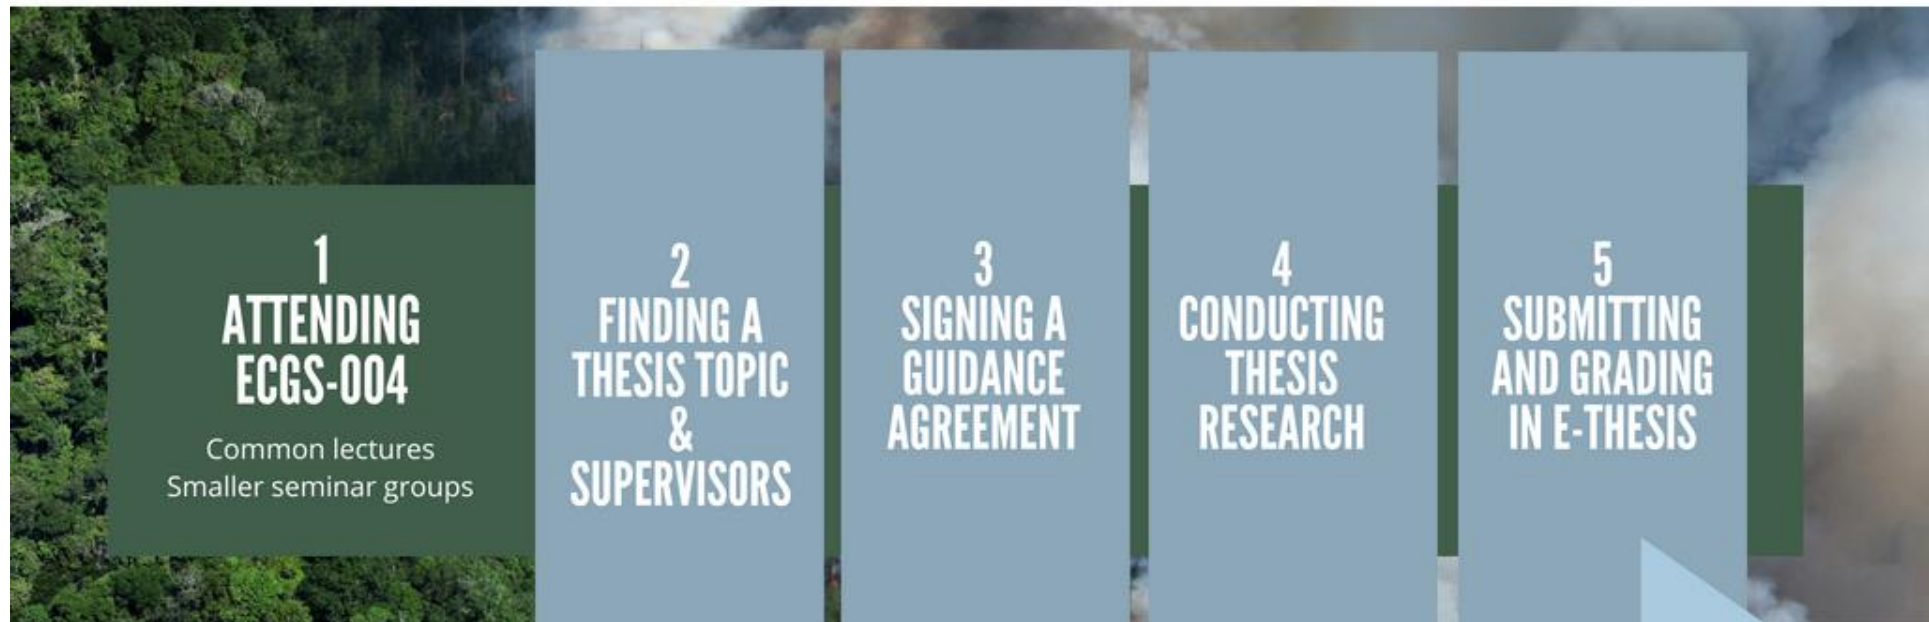 1
ATTENDING
ECGS-004
Common lectures
Smaller seminar groups
2
FINDING A
THESIS TOPIC
&
SUPERVISORS
3
SIGNING A
GUIDANCE
AGREEMENT
4
CONDUCTING
THESIS
RESEARCH
5
SUBMITTING
AND GRADING
IN E-THESIS